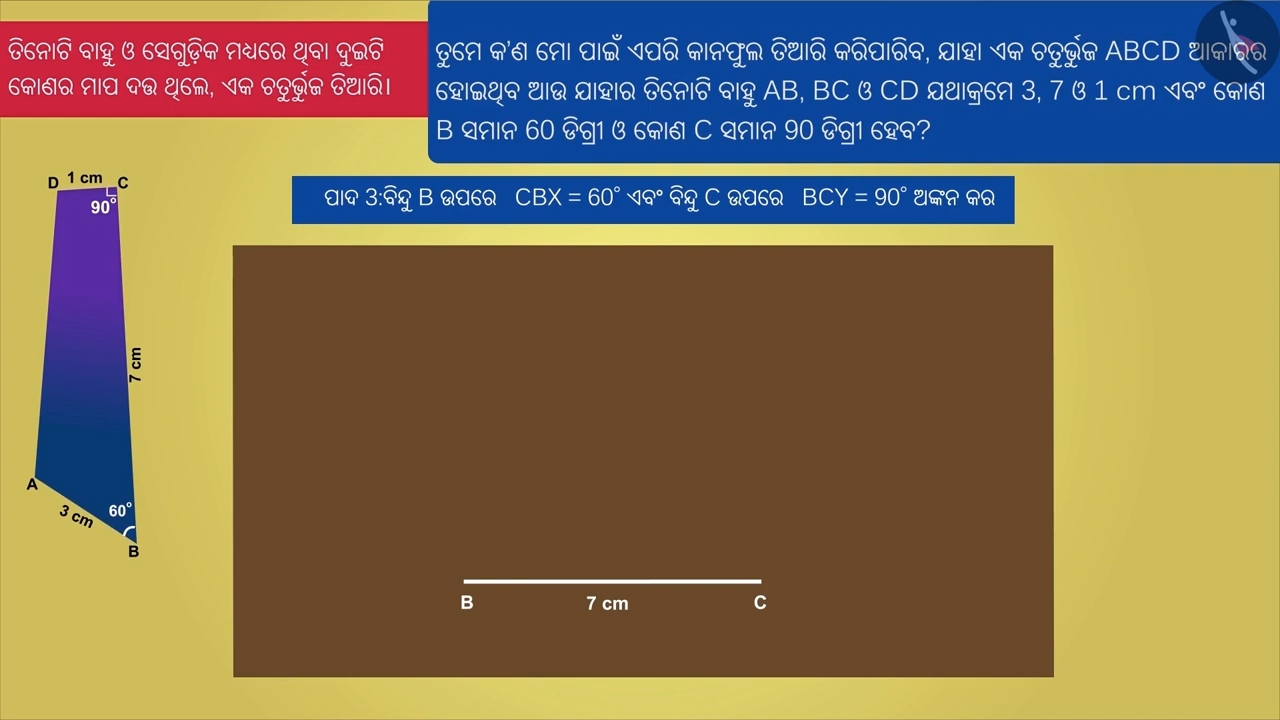 ତିନୋଟି ବାହୁ ଓ ସେଗୁଡ଼ିକ ମଧ୍ୟରେ ଥିବା ଦୁଇଟି
କୋଣର ମାପ ଦତ୍ତ ଥିଲେ, ଏକ ଚତୁର୍ଭୁଜ ତିଆରି।
ତୁମେ କ'ଣ ମୋ ପାଇଁ ଏପରି କାନଫୁଲ ତିଆରି କରିପାରିବ, ଯାହା ଏକ ଚତୁର୍ଭୁଜ ABCD ଆକାରର
ହୋଇଥିବ ଆଉ ଯାହାର ତିନୋଟି ବାହୁ AB, BC ଓ CD ଯଥାକ୍ରମେ 3, 7 ଓ 1 cm ଏବଂ କୋଣ
B ସମାନ 60 ଡିଗ୍ରୀ ଓ କୋଣ C ସମାନ 90 ଡିଗ୍ରୀ ହେବ?
ପାଦ 3:ବିନ୍ଦୁ B ଉପରେ CBX = 60° ଏବଂ ବିନ୍ଦୁ C ଉପରେ BCY = 90° ଅଙ୍କନ କର
D 1 cm C
90°
7 cm
A
3 cm
60°
B
B 7 cm C